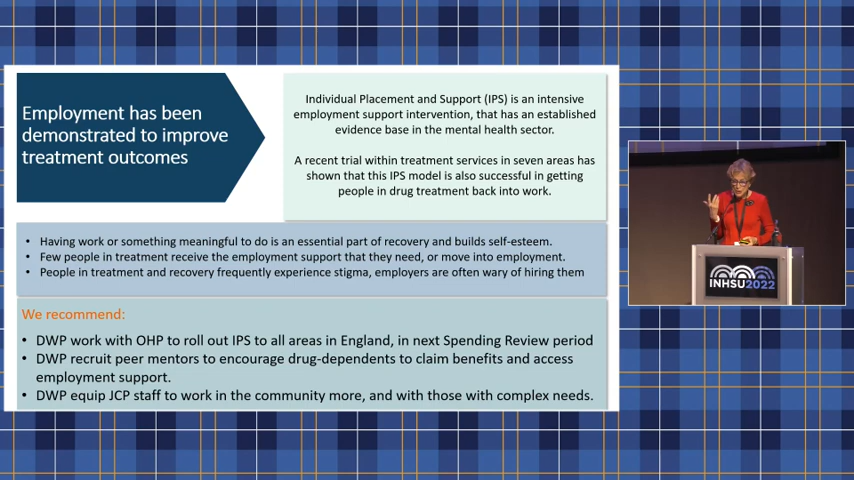 Employment has been
demonstrated to improve
treatment outcomes
Individual Placement and Support (IPS) is an intensive
employment support intervention, that has an established
evidence base in the mental health sector.
A recent trial within treatment services in seven areas has
shown that this IPS model is also successful in getting
people in drug treatment back into work.
• Having work or something meaningful to do is an essential part of recovery and builds self-esteem.
• Few people in treatment receive the employment support that they need, or move into employment.
• People in treatment and recovery frequently experience stigma, employers are often wary of hiring them
We recommend:
• DWP work with OHP to roll out IPS to all areas in England, in next Spending Review period
• DWP recruit peer mentors to encourage drug-dependents to claim benefits and access
employment support.
• DWP equip JCP staff to work in the community more, and with those with complex needs.
INHSU2022